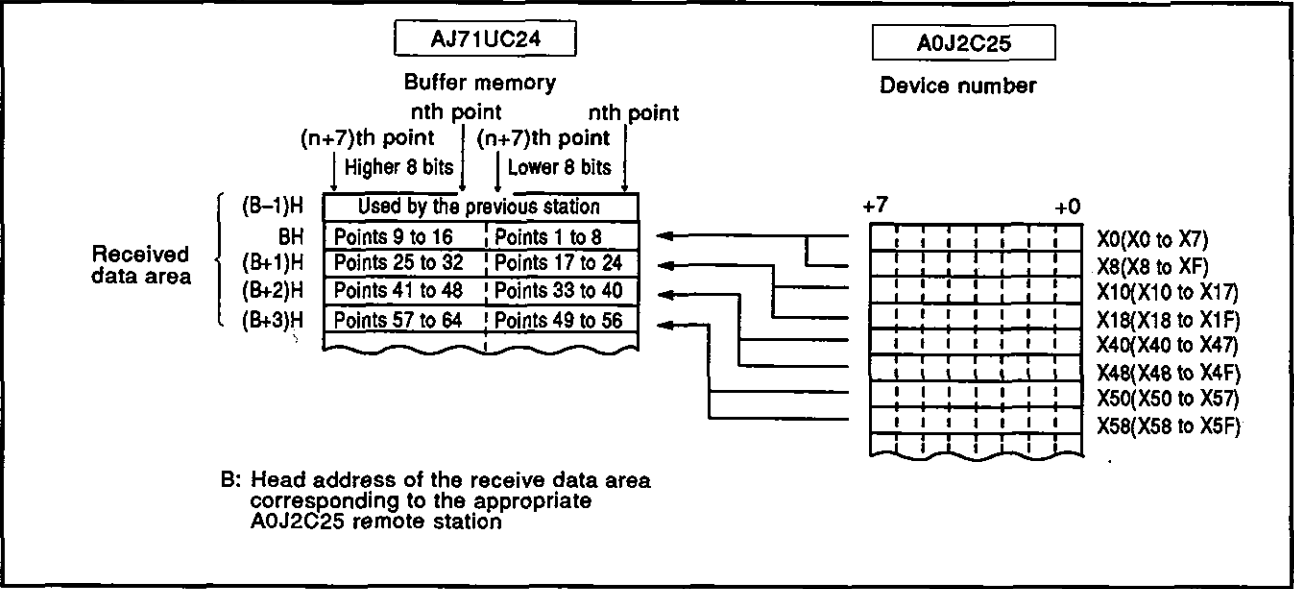 AJ71UC24
A0J2C25
Buffer memory
Device number
nth point
nth point
(n+7)th point
(n+7)th point
Higher 8 bits
Lower 8 bits
(B–1)H
Used by the previous station
+7
+0
BH
Points 9 to 16
Points 1 to 8
X0(X0 to X7)
Received
data area
(B+1)H
Points 25 to 32
Points 17 to 24
X8(X8 to XF)
(B+2)H
Points 41 to 48
Points 33 to 40
X10(X10 to X17)
(B+3)H
Points 57 to 64
Points 49 to 56
X18(X18 to X1F)
X40(X40 to X47)
X48(X48 to X4F)
X50(X50 to X57)
X58(X58 to X5F)
B: Head address of the receive data area
corresponding to the appropriate
A0J2C25 remote station